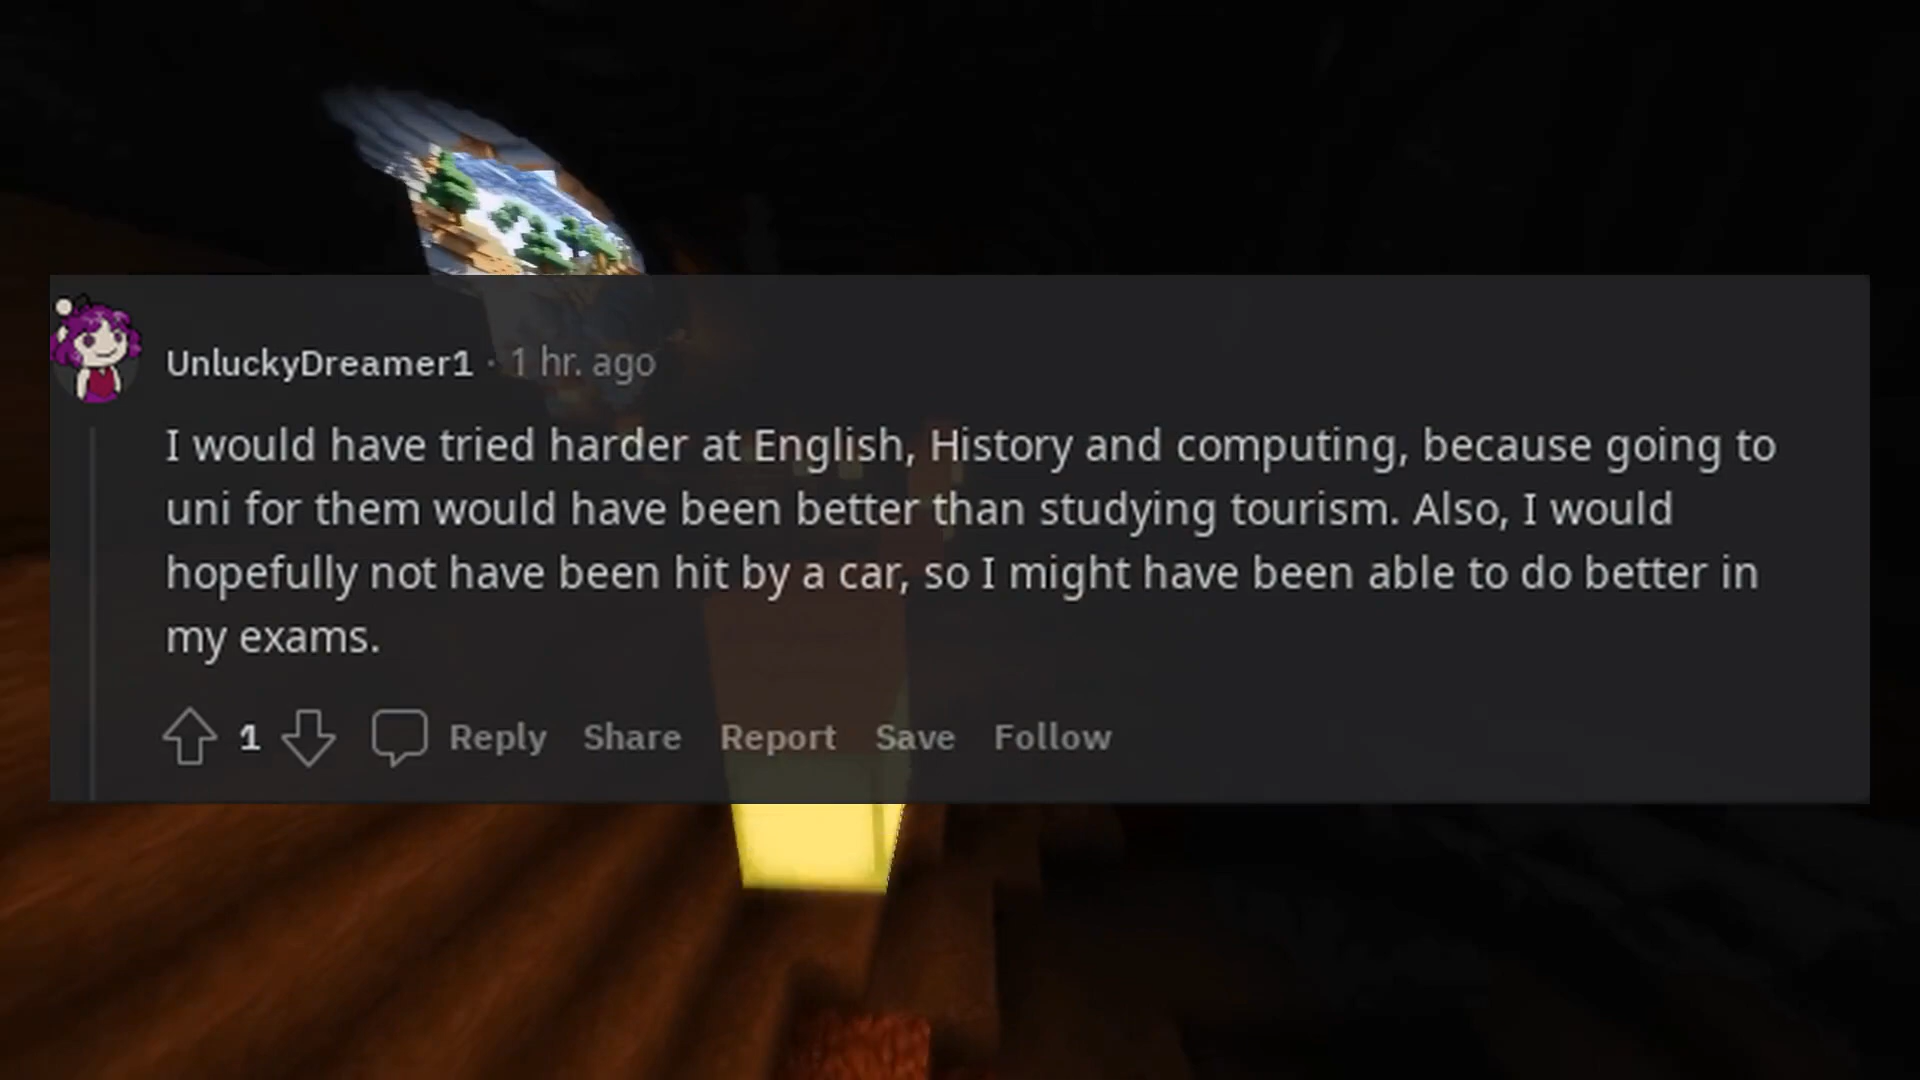 UnluckyDreamer1 · 1 hr. ago
I would have tried harder at English, History and computing, because going to
uni for them would have been better than studying tourism. Also, I would
hopefully not have been hit by a car, so I might have been able to do better in
my exams.
1 Reply Share Report Save Follow